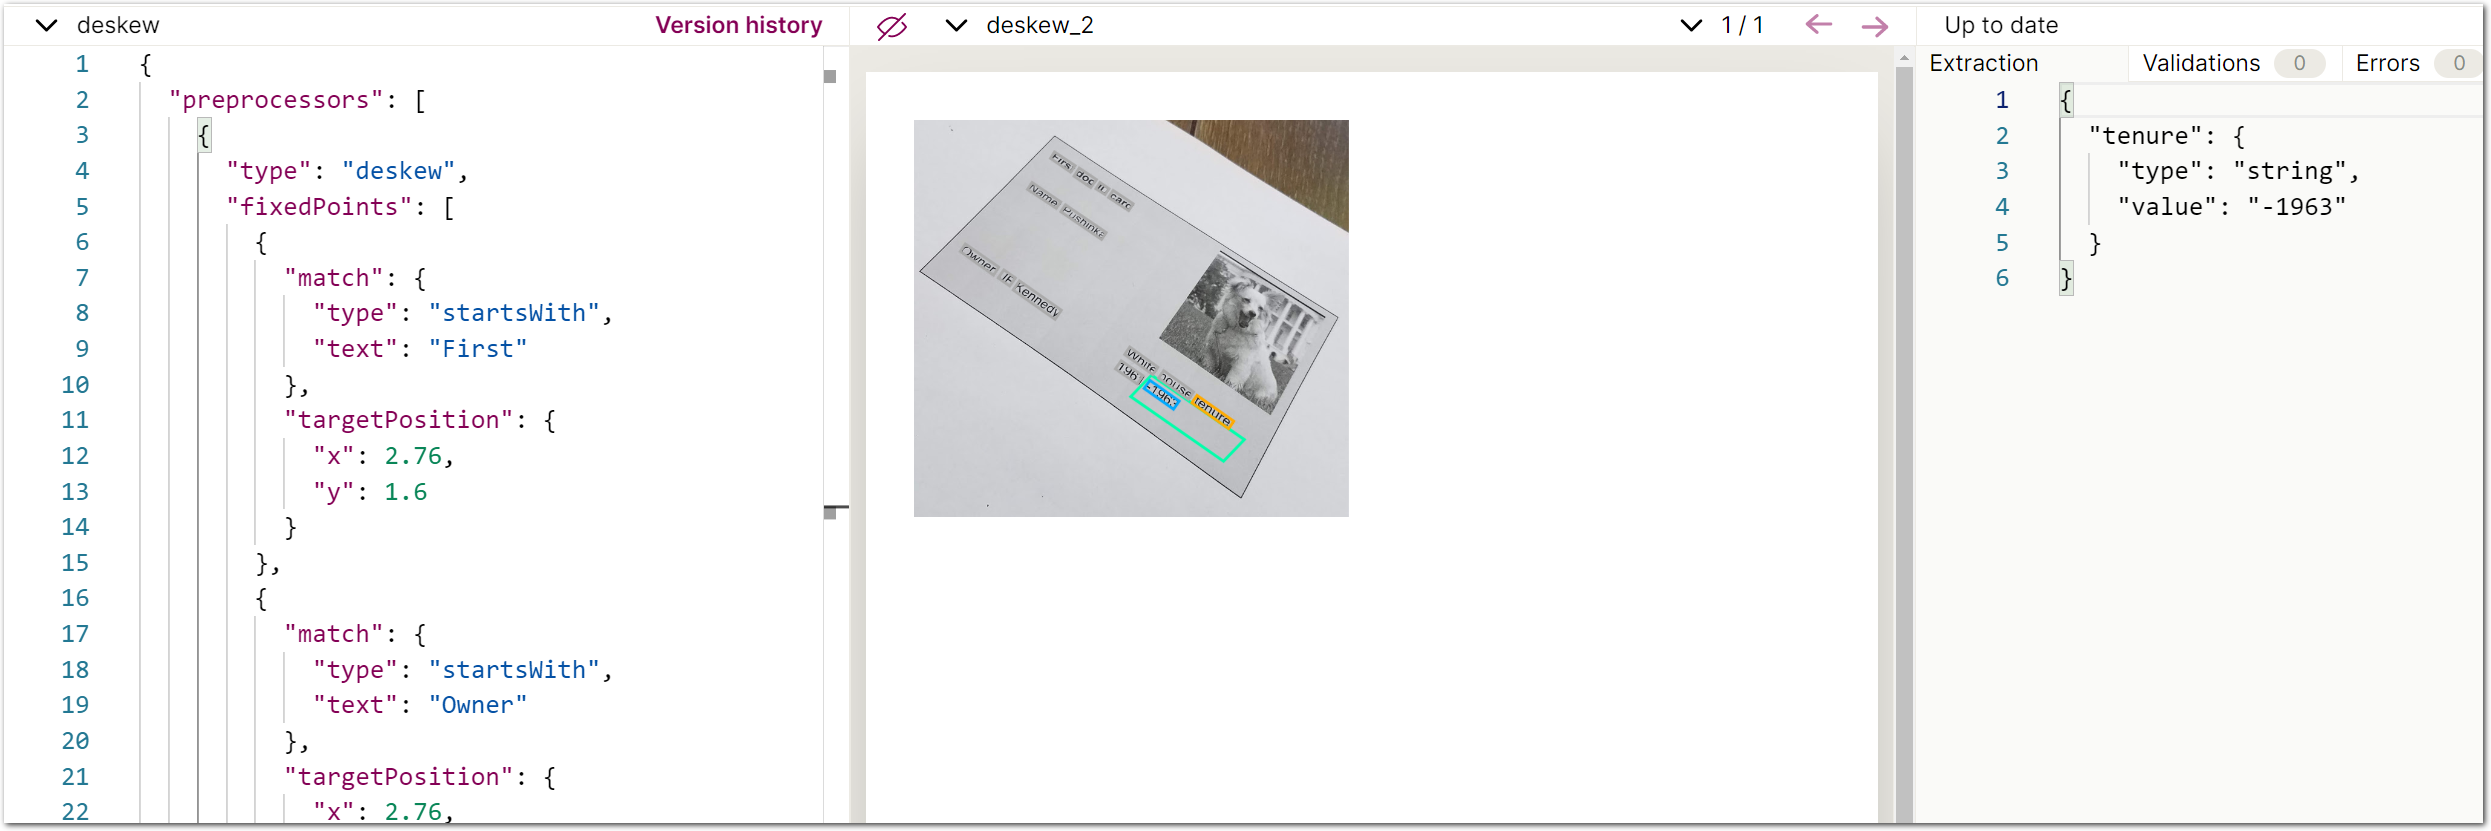 deskew
Version history
deskew_2
1 / 1
Up to date
Extraction
Validations 0
Errors 0
1 {
2 "preprocessors": [
3 {
4 "type": "deskew",
5 "fixedPoints": [
6 {
7 "match": {
8 "type": "startsWith",
9 "text": "First"
10 },
11 "targetPosition": {
12 "x": 2.76,
13 "y": 1.6
14 }
15 },
16 {
17 "match": {
18 "type": "startsWith",
19 "text": "Owner"
20 },
21 "targetPosition": {
22 "x": 2.76,
First doc ID card
Name Pushinka
Owner JF Kennedy
White house tenure
196 -1963
1 {
2 "tenure": {
3 "type": "string",
4 "value": "-1963"
5 }
6 }